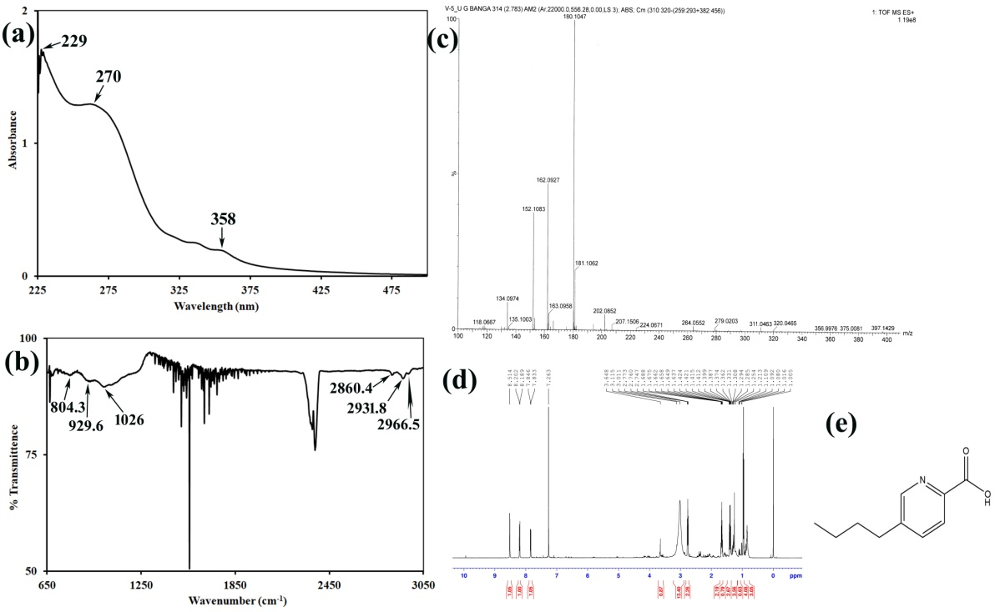 (a)
229
270
358
2
1
0
Absorbance
225 275 325 375 425 475
Wavelength (nm)
(b)
100
75
50
% Transmittence
804.3
929.6
1026
2860.4
2931.8
2966.5
650 1250 1850 2450 3050
Wavenumber (cm-1)
V-5_U G BANGA 314 (2.783) AM2 (Ar,22000.0,556.28,0.00,LS 3); ABS; Cm (310:320-(259:293+382:456))
1: TOF MS ES+
1.19e8
(c)
100
%
0
180.1047
162.0927
152.1083
181.1062
134.0974
163.0958
118.0667
135.1003
202.0852
207.1506
224.0671
264.0552
279.0203
311.0463
320.0465
356.9976
375.0081
397.1429
100 120 140 160 180 200 220 240 260 280 300 320 340 360 380 400
m/z
(d)
8.514
8.202
8.189
7.846
7.833
7.263
10 9 8 7 6 5 4 3 2 1 0 ppm
(e)
N
O
O
H